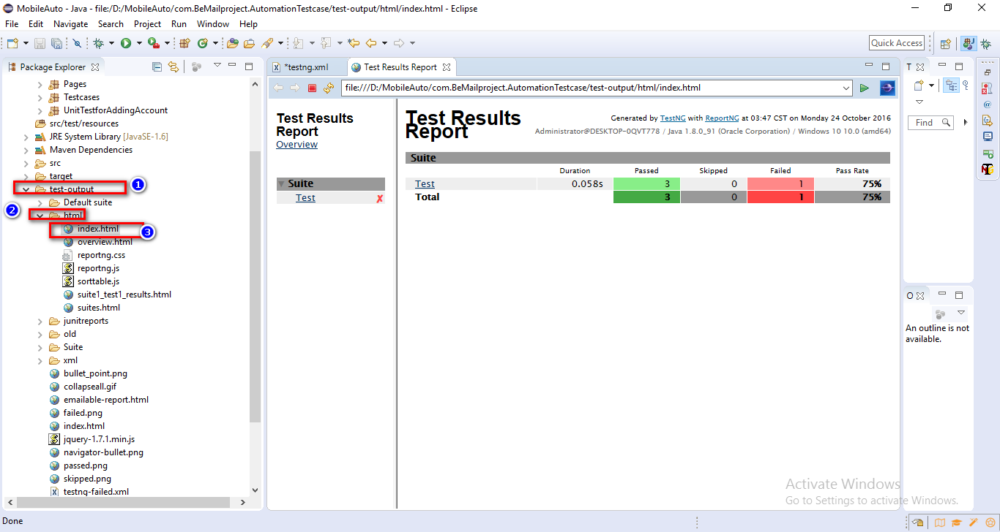 MobileAuto - Java - file:/D:/MobileAuto/com.BeMailproject.AutomationTestcase/test-output/html/index.html - Eclipse
File Edit Navigate Search Project Run Window Help
Quick Access
Package Explorer
*testng.xml
Test Results Report
T
file:///D:/MobileAuto/com.BeMailproject.AutomationTestcase/test-output/html/index.html
Find
Pages
Testcases
UnitTestforAddingAccount
src/test/resources
JRE System Library [JavaSE-1.6]
Maven Dependencies
src
target
test-output
1
Default suite
2
html
index.html
3
overview.html
reportng.css
reportng.js
sorttable.js
suite1_test1_results.html
suites.html
junitreports
old
Suite
xml
bullet_point.png
collapseall.gif
emailable-report.html
failed.png
index.html
jquery-1.7.1.min.js
navigator-bullet.png
passed.png
skipped.png
testng-failed.xml
Test Results
Report
Overview
Suite
Test
Test Results
Report
Generated by TestNG with ReportNG at 03:47 CST on Monday 24 October 2016
Administrator@DESKTOP-0QVT778 / Java 1.8.0_91 (Oracle Corporation) / Windows 10 10.0 (amd64)
Suite
Duration Passed Skipped Failed Pass Rate
Test 0.058s 3 0 1 75%
Total 3 0 1 75%
O
An outline is not
available.
Activate Windows
Go to Settings to activate Windows.
Done